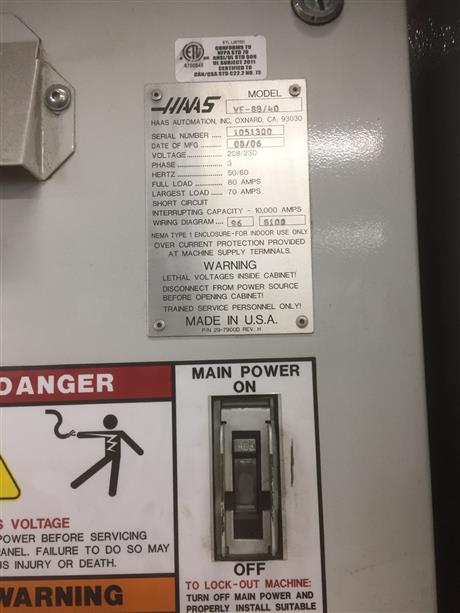 ETL LISTED
CONFORMS TO
NFPA STD 79
ANSI/UL STD 508
UL SUBJECT 2011
CERTIFIED TO
CAN/CSA STD C22.2 NO. 73
HAAS
MODEL VF-5B/40
HAAS AUTOMATION, INC, OXNARD, CA. 93030
SERIAL NUMBER .... 1051300
DATE OF MFG ........ 08/06
VOLTAGE ................ 208/230
PHASE .................... 3
HERTZ .................... 50/60
FULL LOAD ............. 80 AMPS
LARGEST LOAD ..... 70 AMPS
SHORT CIRCUIT
INTERRUPTING CAPACITY - 10,000 AMPS
WIRING DIAGRAM ..... 96 8100
NEMA TYPE 1 ENCLOSURE-FOR INDOOR USE ONLY
OVER CURRENT PROTECTION PROVIDED
AT MACHINE SUPPLY TERMINALS.
WARNING
LETHAL VOLTAGES INSIDE CABINET!
DISCONNECT FROM POWER SOURCE
BEFORE OPENING CABINET!
TRAINED SERVICE PERSONNEL ONLY!
MADE IN U.S.A.
P/N 29-7900D REV. H
DANGER
VOLTAGE
POWER BEFORE SERVICING
PANEL. FAILURE TO DO SO MAY
INJURY OR DEATH.
WARNING
MAIN POWER
ON
OFF
TO LOCK-OUT MACHINE:
TURN OFF MAIN POWER AND
PROPERLY INSTALL SUITABLE